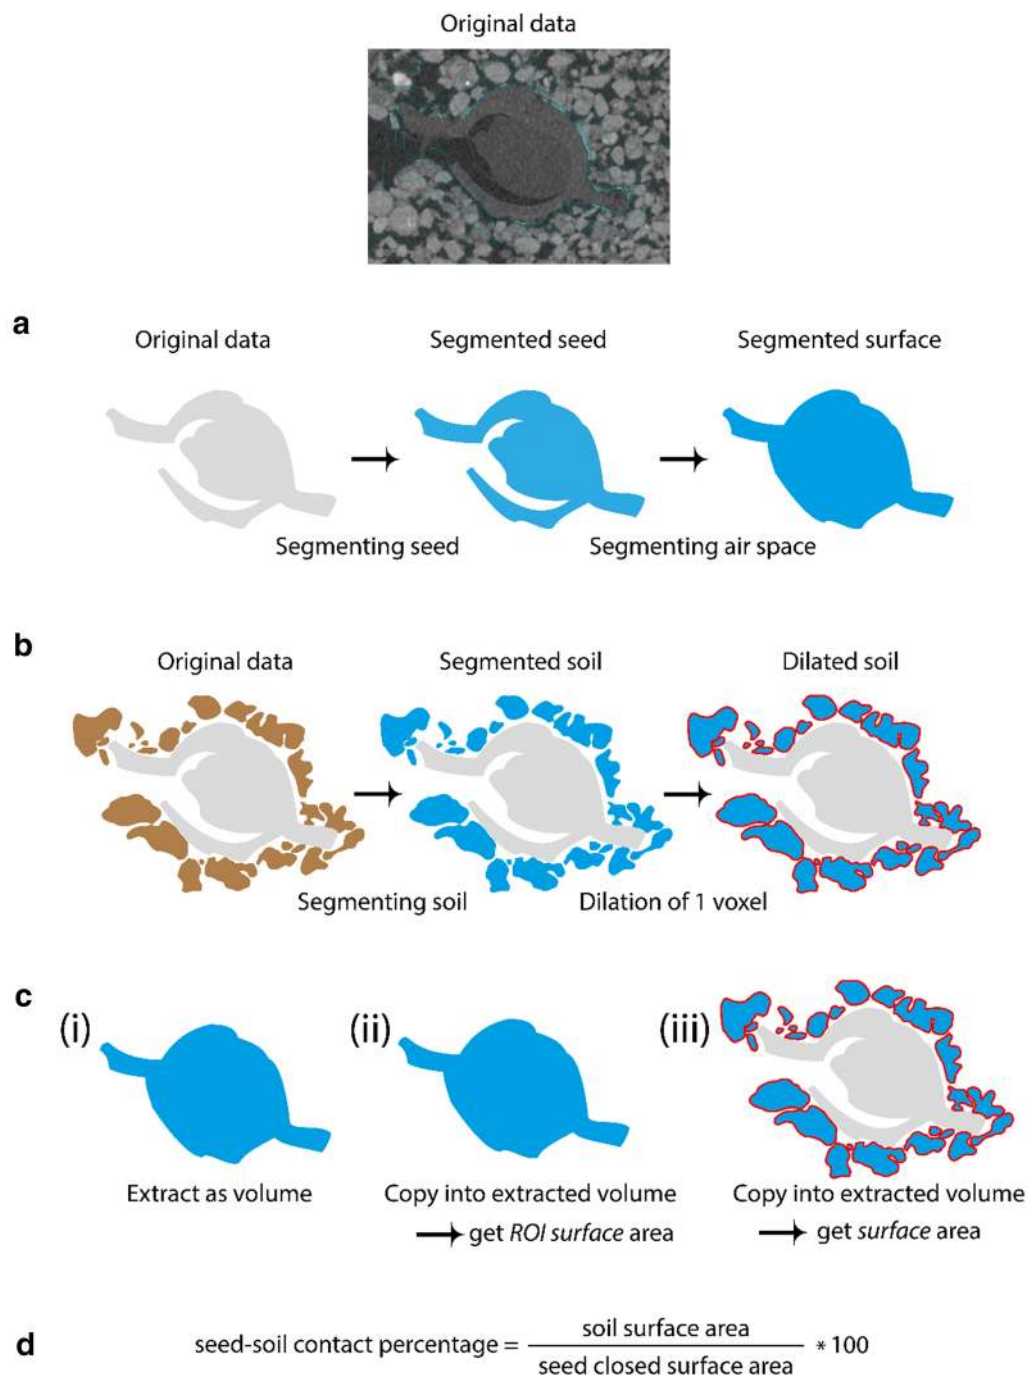 Original data
a
Original data Segmented seed Segmented surface
Segmenting seed Segmenting air space
b
Original data Segmented soil Dilated soil
Segmenting soil Dilation of 1 voxel
c
(i) (ii) (iii)
Extract as volume Copy into extracted volume Copy into extracted volume
→ get ROI surface area → get surface area
d
seed-soil contact percentage = soil surface area / seed closed surface area * 100